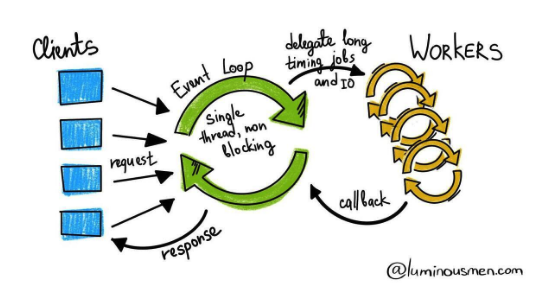 Clients
Event Loop
single
thread, non
blocking
request
response
delegate long
timing jobs
and IO
WORKERS
callback
@luminousmen.com